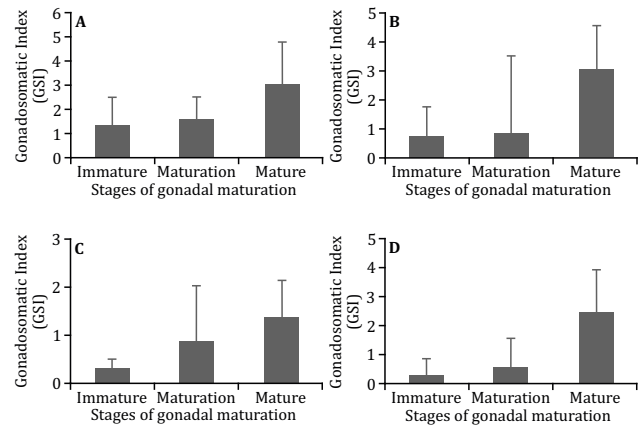 A
Gonadosomatic Index
(GSI)
6
5
4
3
2
1
0
Immature Maturation Mature
Stages of gonadal maturation
B
Gonadosomatic Index
(GSI)
5
4
3
2
1
0
Immature Maturation Mature
Stages of gonadal maturation
C
Gonadosomatic Index
(GSI)
3
2
1
0
Immature Maturation Mature
Stages of gonadal maturation
D
Gonadosomatic Index
(GSI)
5
4
3
2
1
0
Immature Maturation Mature
Stages of gonadal maturation